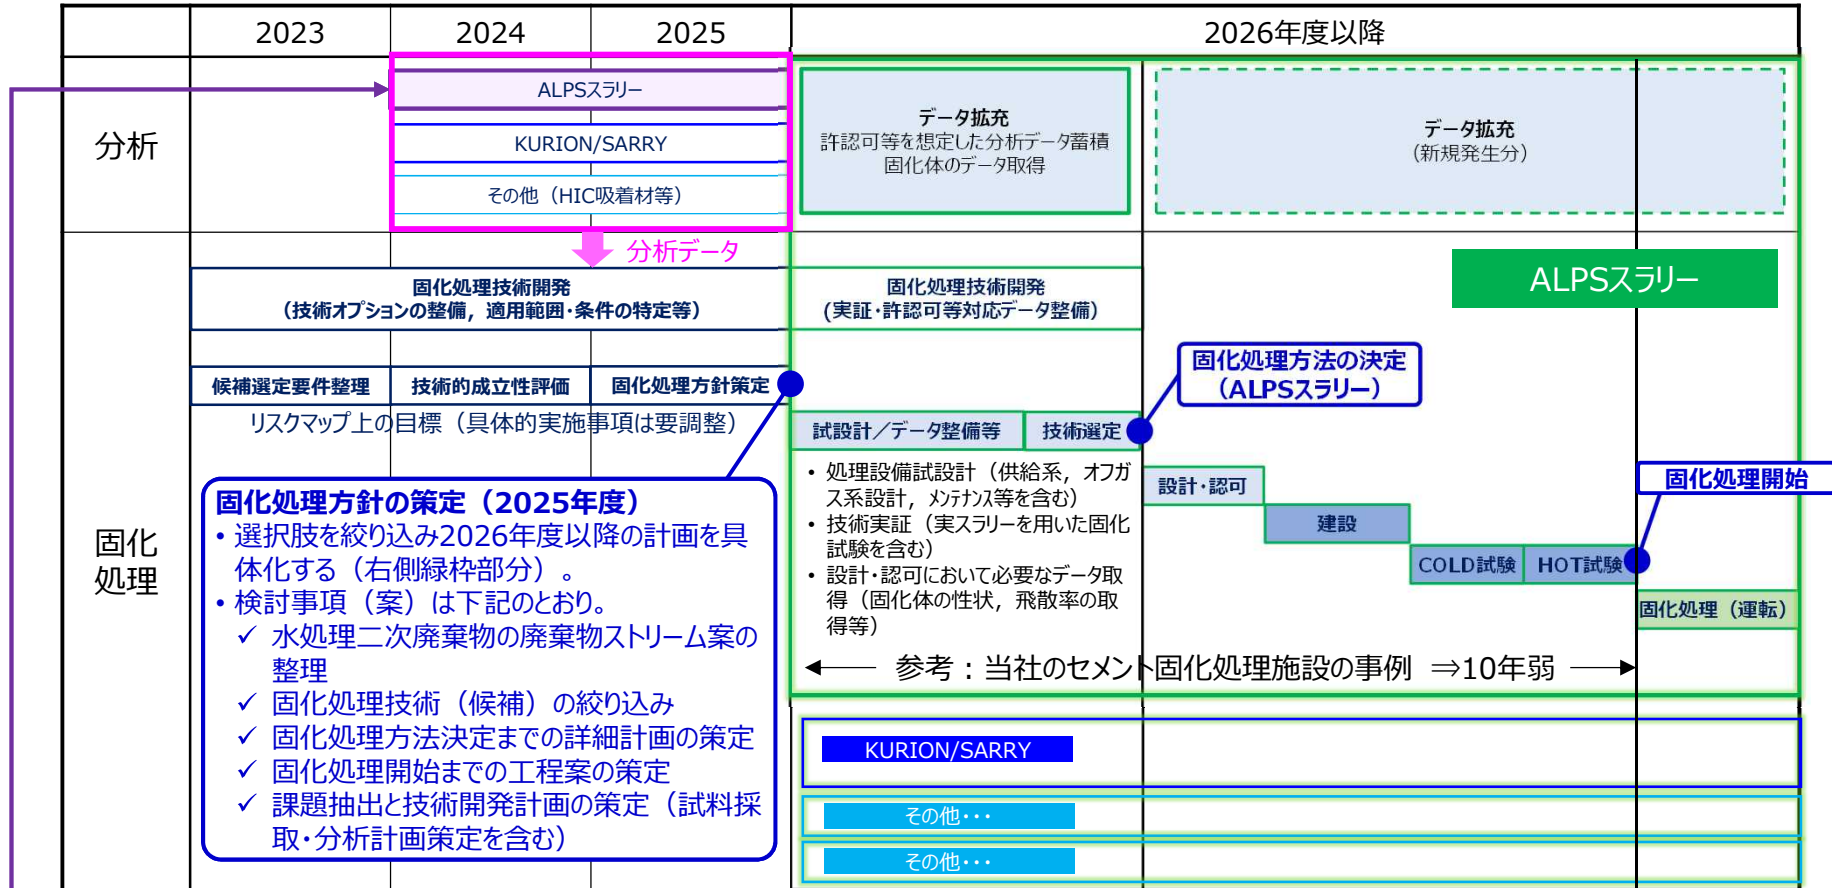 2023
2024
2025
2026年度以降
分析
ALPSスラリー
KURION/SARRY
その他（HIC吸着材等）
データ拡充
許認可等を想定した分析データ蓄積
固化体のデータ取得
データ拡充
（新規発生分）
分析データ
固化
処理
固化処理技術開発
（技術オプションの整備，適用範囲・条件の特定等）
固化処理技術開発
(実証・許認可等対応データ整備）
ALPSスラリー
候補選定要件整理
技術的成立性評価
固化処理方針策定
リスクマップ上の目標（具体的実施事項は要調整）
固化処理方法の決定
（ALPSスラリー）
試設計／データ整備等
技術選定
固化処理方針の策定（2025年度）
• 選択肢を絞り込み2026年度以降の計画を具
体化する（右側緑枠部分）。
• 検討事項（案）は下記のとおり。
✓ 水処理二次廃棄物の廃棄物ストリーム案の
整理
✓ 固化処理技術（候補）の絞り込み
✓ 固化処理方法決定までの詳細計画の策定
✓ 固化処理開始までの工程案の策定
✓ 課題抽出と技術開発計画の策定（試料採
取・分析計画策定を含む）
• 処理設備試設計（供給系，オフガ
ス系設計，メンテナンス等を含む）
• 技術実証（実スラリーを用いた固化
試験を含む）
• 設計・認可において必要なデータ取
得（固化体の性状，飛散率の取
得等）
設計・認可
建設
COLD試験
HOT試験
固化処理開始
固化処理（運転）
参考：当社のセメント固化処理施設の事例 ⇒10年弱
KURION/SARRY
その他・・・
その他・・・